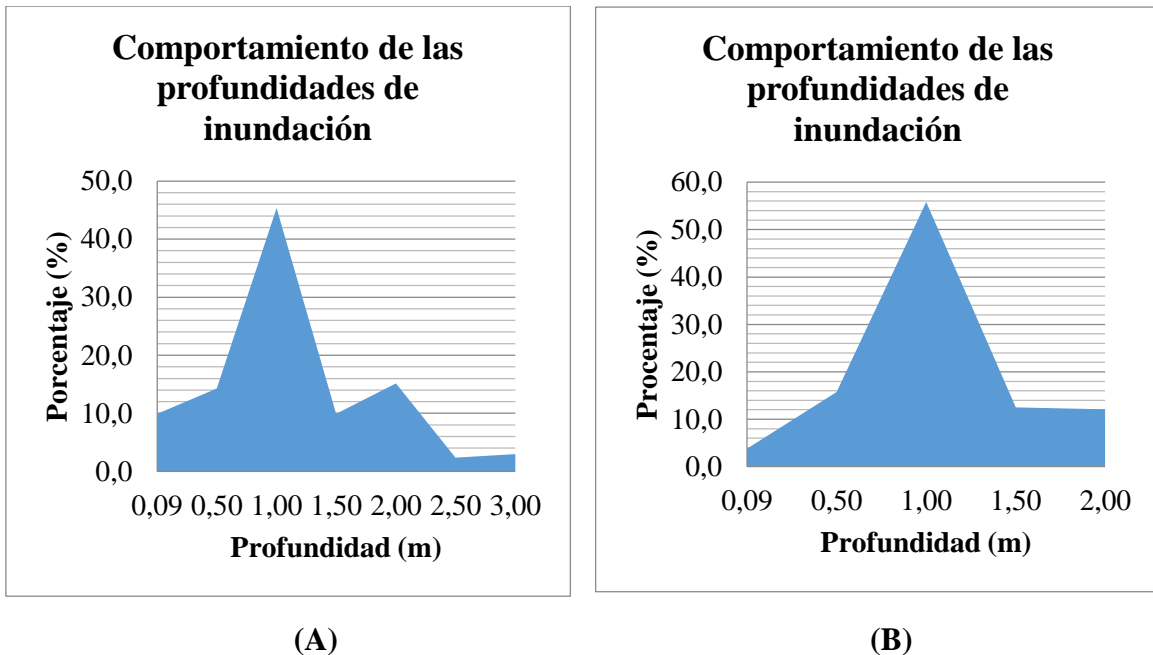 Comportamiento de las
profundidades de
inundación
50,0
40,0
30,0
20,0
10,0
0,0
Porcentaje (%)
0,09 0,50 1,00 1,50 2,00 2,50 3,00
Profundidad (m)
(A)
Comportamiento de las
profundidades de
inundación
60,0
50,0
40,0
30,0
20,0
10,0
0,0
Procentaje (%)
0,09 0,50 1,00 1,50 2,00
Profundidad (m)
(B)